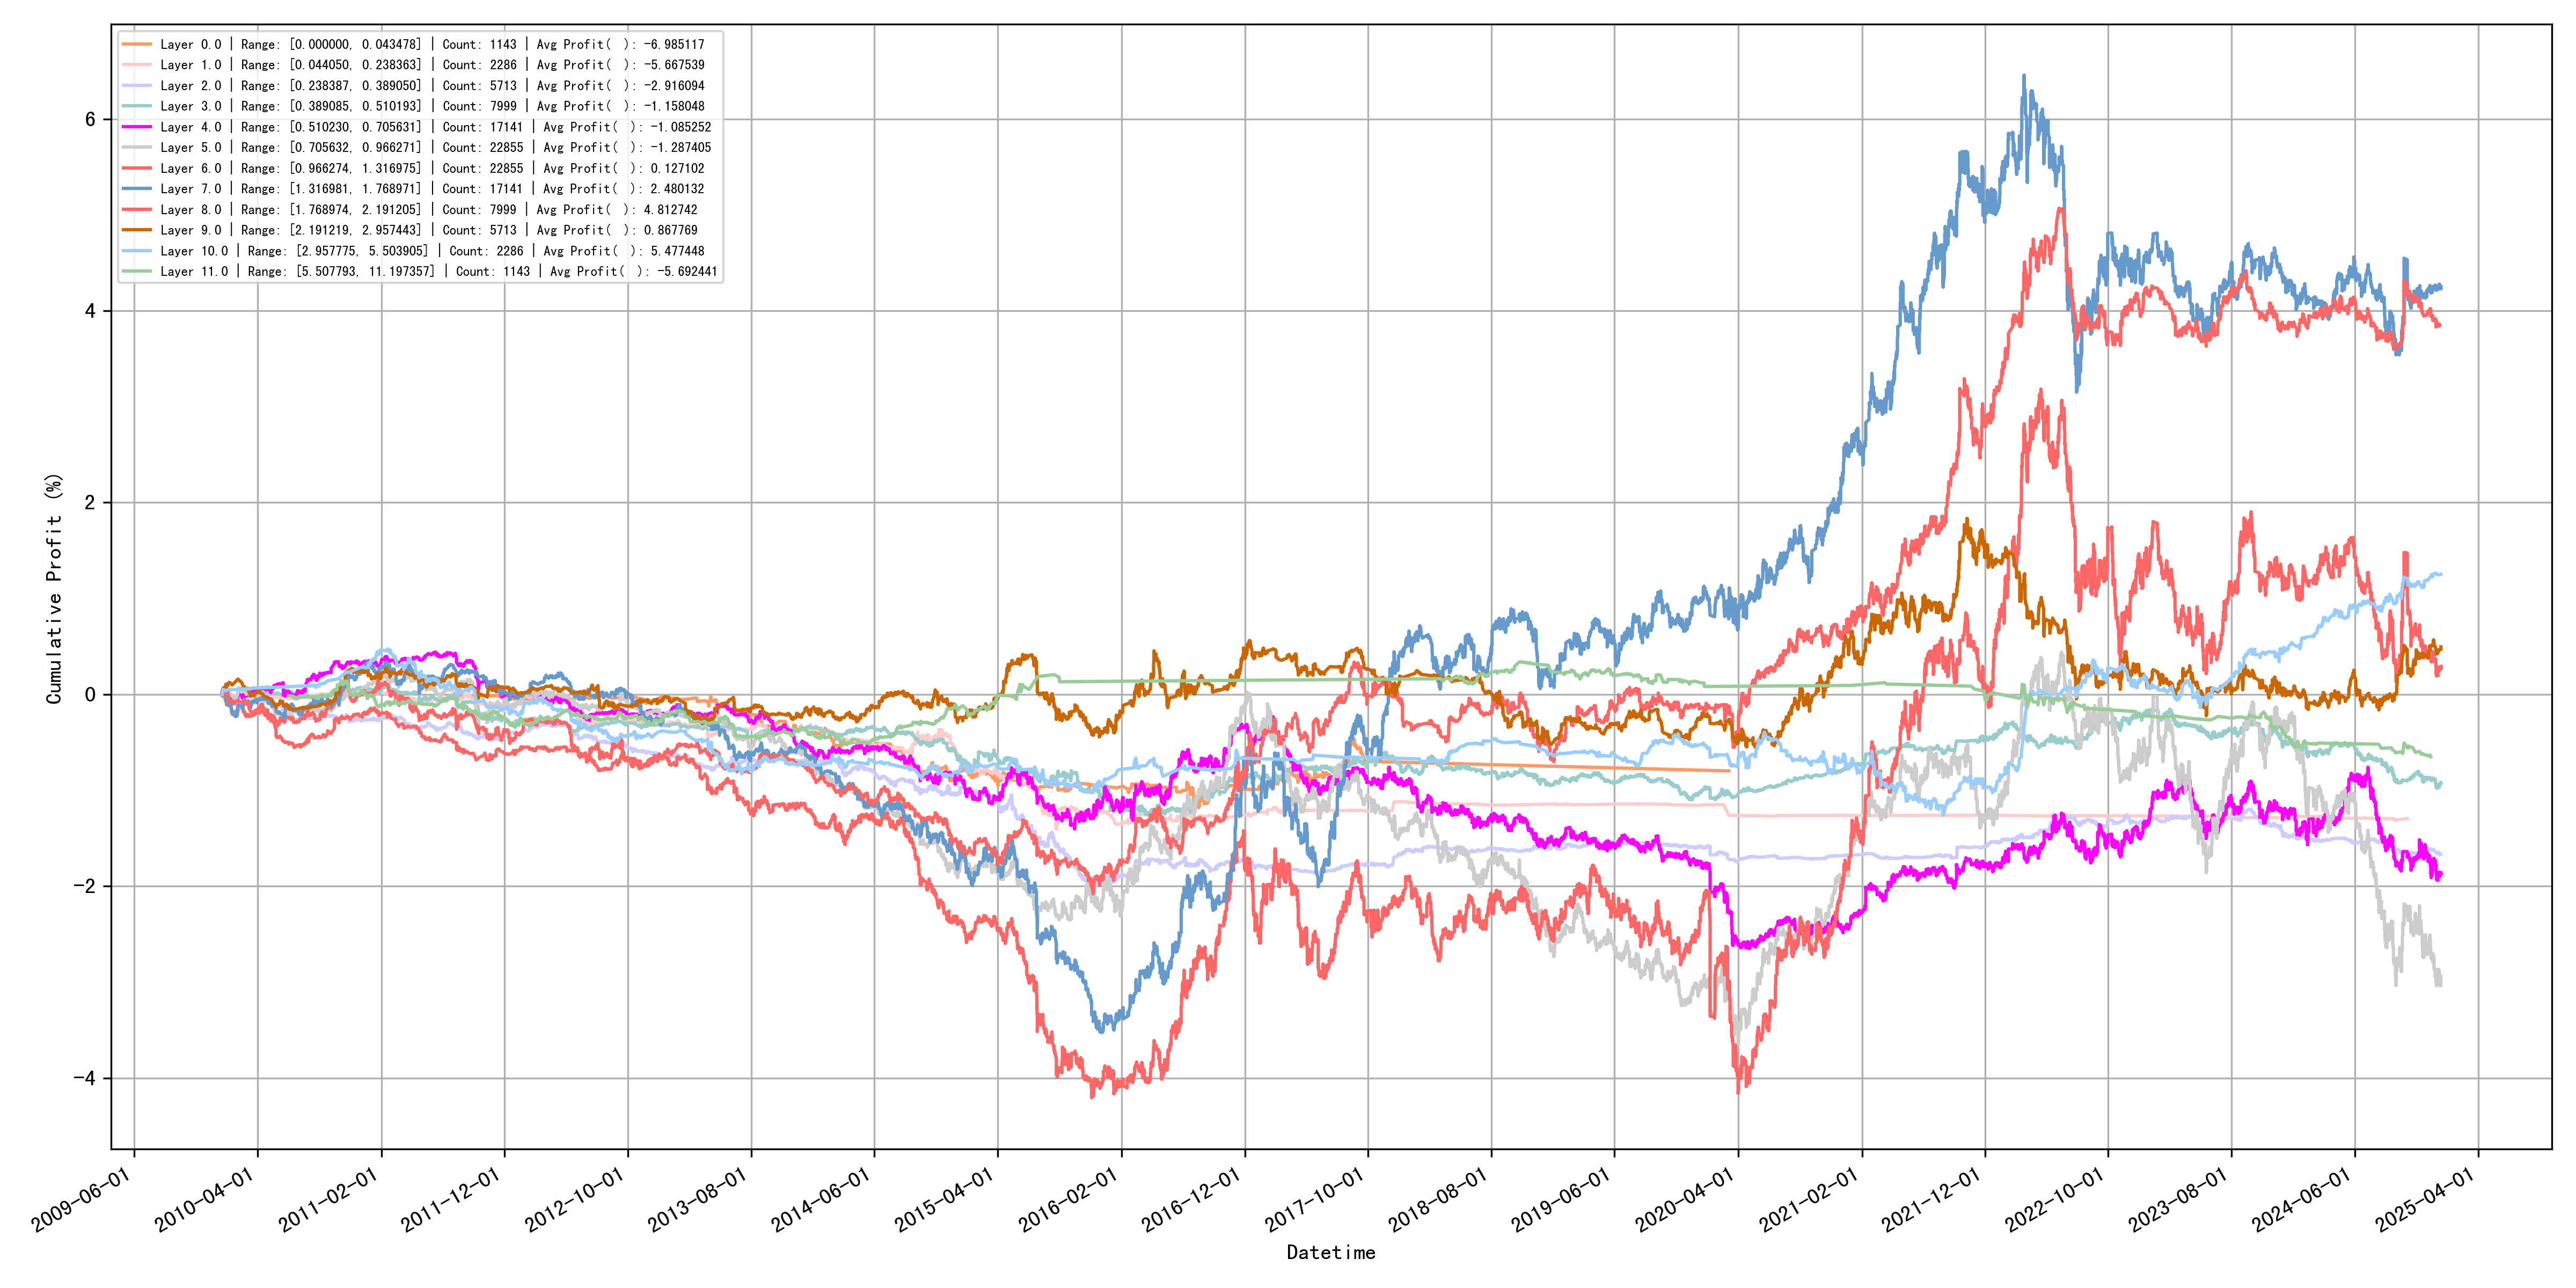 Layer 0.0 | Range: [0.000000, 0.043478] | Count: 1143 | Avg Profit( ): -6.985117
Layer 1.0 | Range: [0.044050, 0.238363] | Count: 2286 | Avg Profit( ): -5.667539
Layer 2.0 | Range: [0.238387, 0.389050] | Count: 5713 | Avg Profit( ): -2.916094
Layer 3.0 | Range: [0.389085, 0.510193] | Count: 7999 | Avg Profit( ): -1.158048
Layer 4.0 | Range: [0.510230, 0.705631] | Count: 17141 | Avg Profit( ): -1.085252
Layer 5.0 | Range: [0.705632, 0.966271] | Count: 22855 | Avg Profit( ): -1.287405
Layer 6.0 | Range: [0.966274, 1.316975] | Count: 22855 | Avg Profit( ): 0.127102
Layer 7.0 | Range: [1.316981, 1.768971] | Count: 17141 | Avg Profit( ): 2.480132
Layer 8.0 | Range: [1.768974, 2.191205] | Count: 7999 | Avg Profit( ): 4.812742
Layer 9.0 | Range: [2.191219, 2.957443] | Count: 5713 | Avg Profit( ): 0.867769
Layer 10.0 | Range: [2.957775, 5.503905] | Count: 2286 | Avg Profit( ): 5.477448
Layer 11.0 | Range: [5.507793, 11.197357] | Count: 1143 | Avg Profit( ): -5.692441
6
4
2
0
-2
-4
Cumulative Profit (%)
2009-06-01
2010-04-01
2011-02-01
2011-12-01
2012-10-01
2013-08-01
2014-06-01
2015-04-01
2016-02-01
2016-12-01
2017-10-01
2018-08-01
2019-06-01
2020-04-01
2021-02-01
2021-12-01
2022-10-01
2023-08-01
2024-06-01
2025-04-01
Datetime